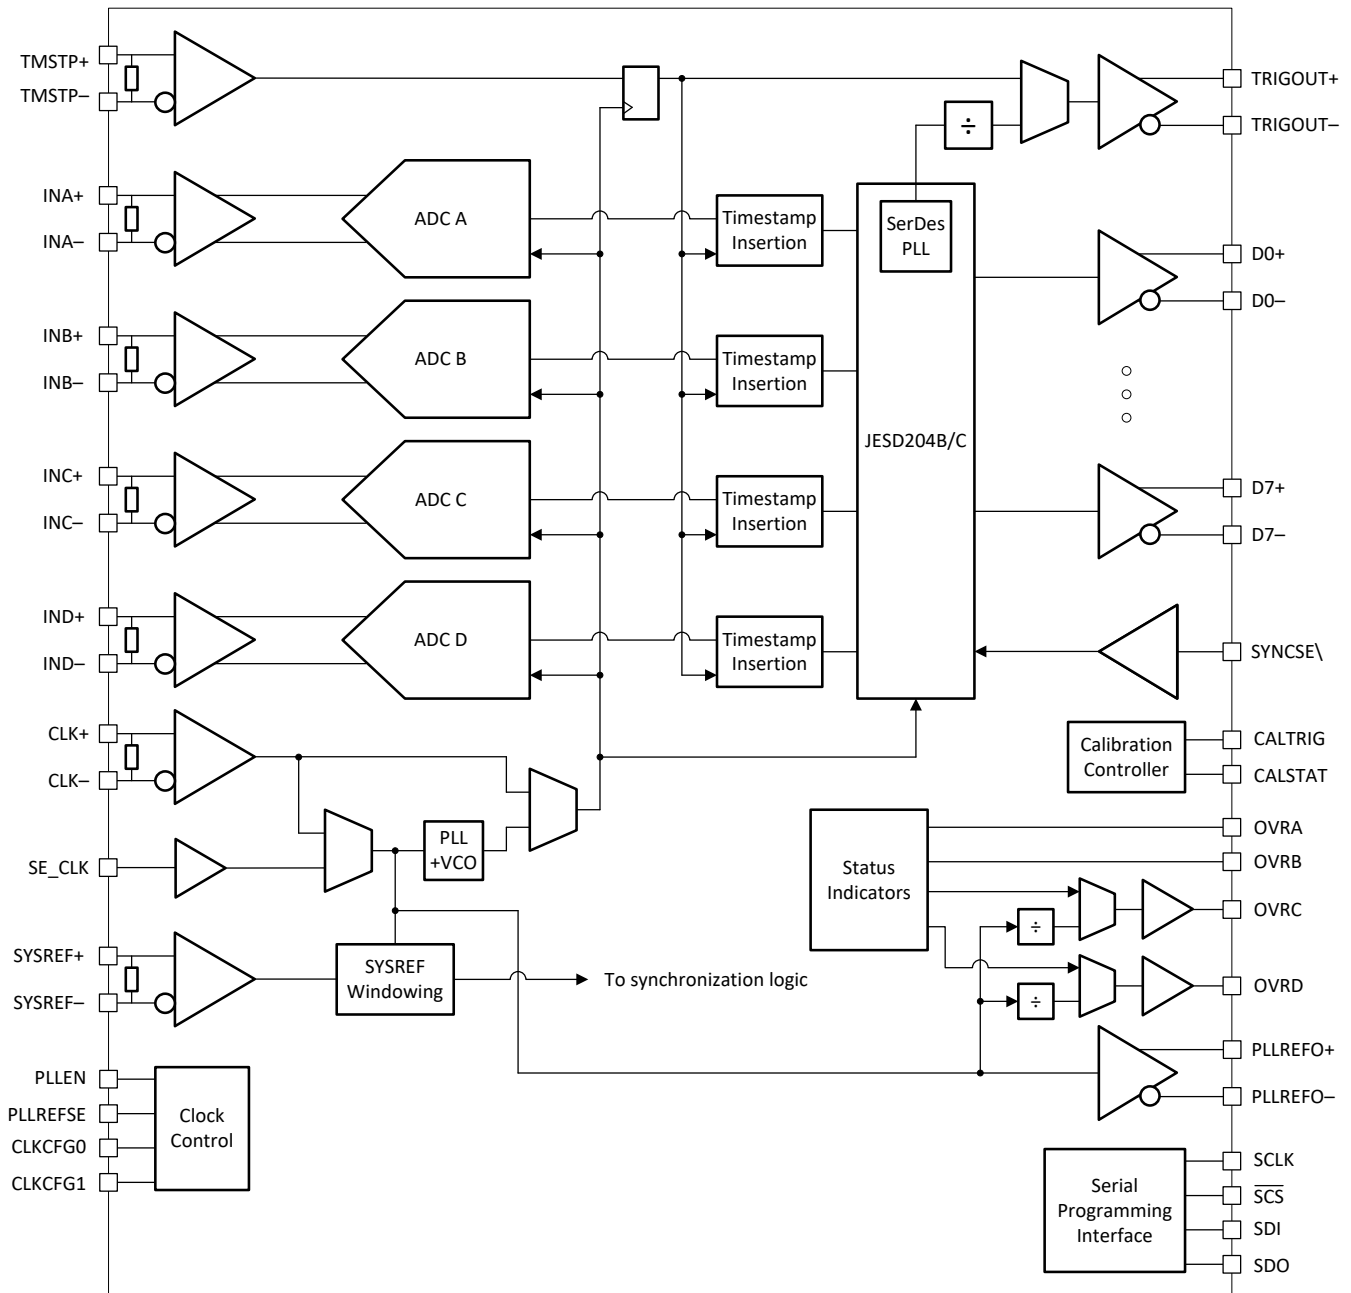 TMSTP+
TMSTP–
TRIGOUT+
÷
TRIGOUT–
INA+
INA–
ADC A
Timestamp
Insertion
SerDes
PLL
D0+
D0–
INB+
INB–
ADC B
Timestamp
Insertion
JESD204B/C
INC+
INC–
ADC C
Timestamp
Insertion
D7+
D7–
IND+
IND–
ADC D
Timestamp
Insertion
SYNCSE\
CLK+
CLK–
Calibration
Controller
CALTRIG
CALSTAT
SE_CLK
PLL
+VCO
Status
Indicators
OVRA
OVRB
÷
OVRC
÷
OVRD
SYSREF+
SYSREF–
SYSREF
Windowing
To synchronization logic
PLLREFO+
PLLREFO–
PLLEN
PLLREFSE
CLKCFG0
CLKCFG1
Clock
Control
Serial
Programming
Interface
SCLK
SCS
SDI
SDO